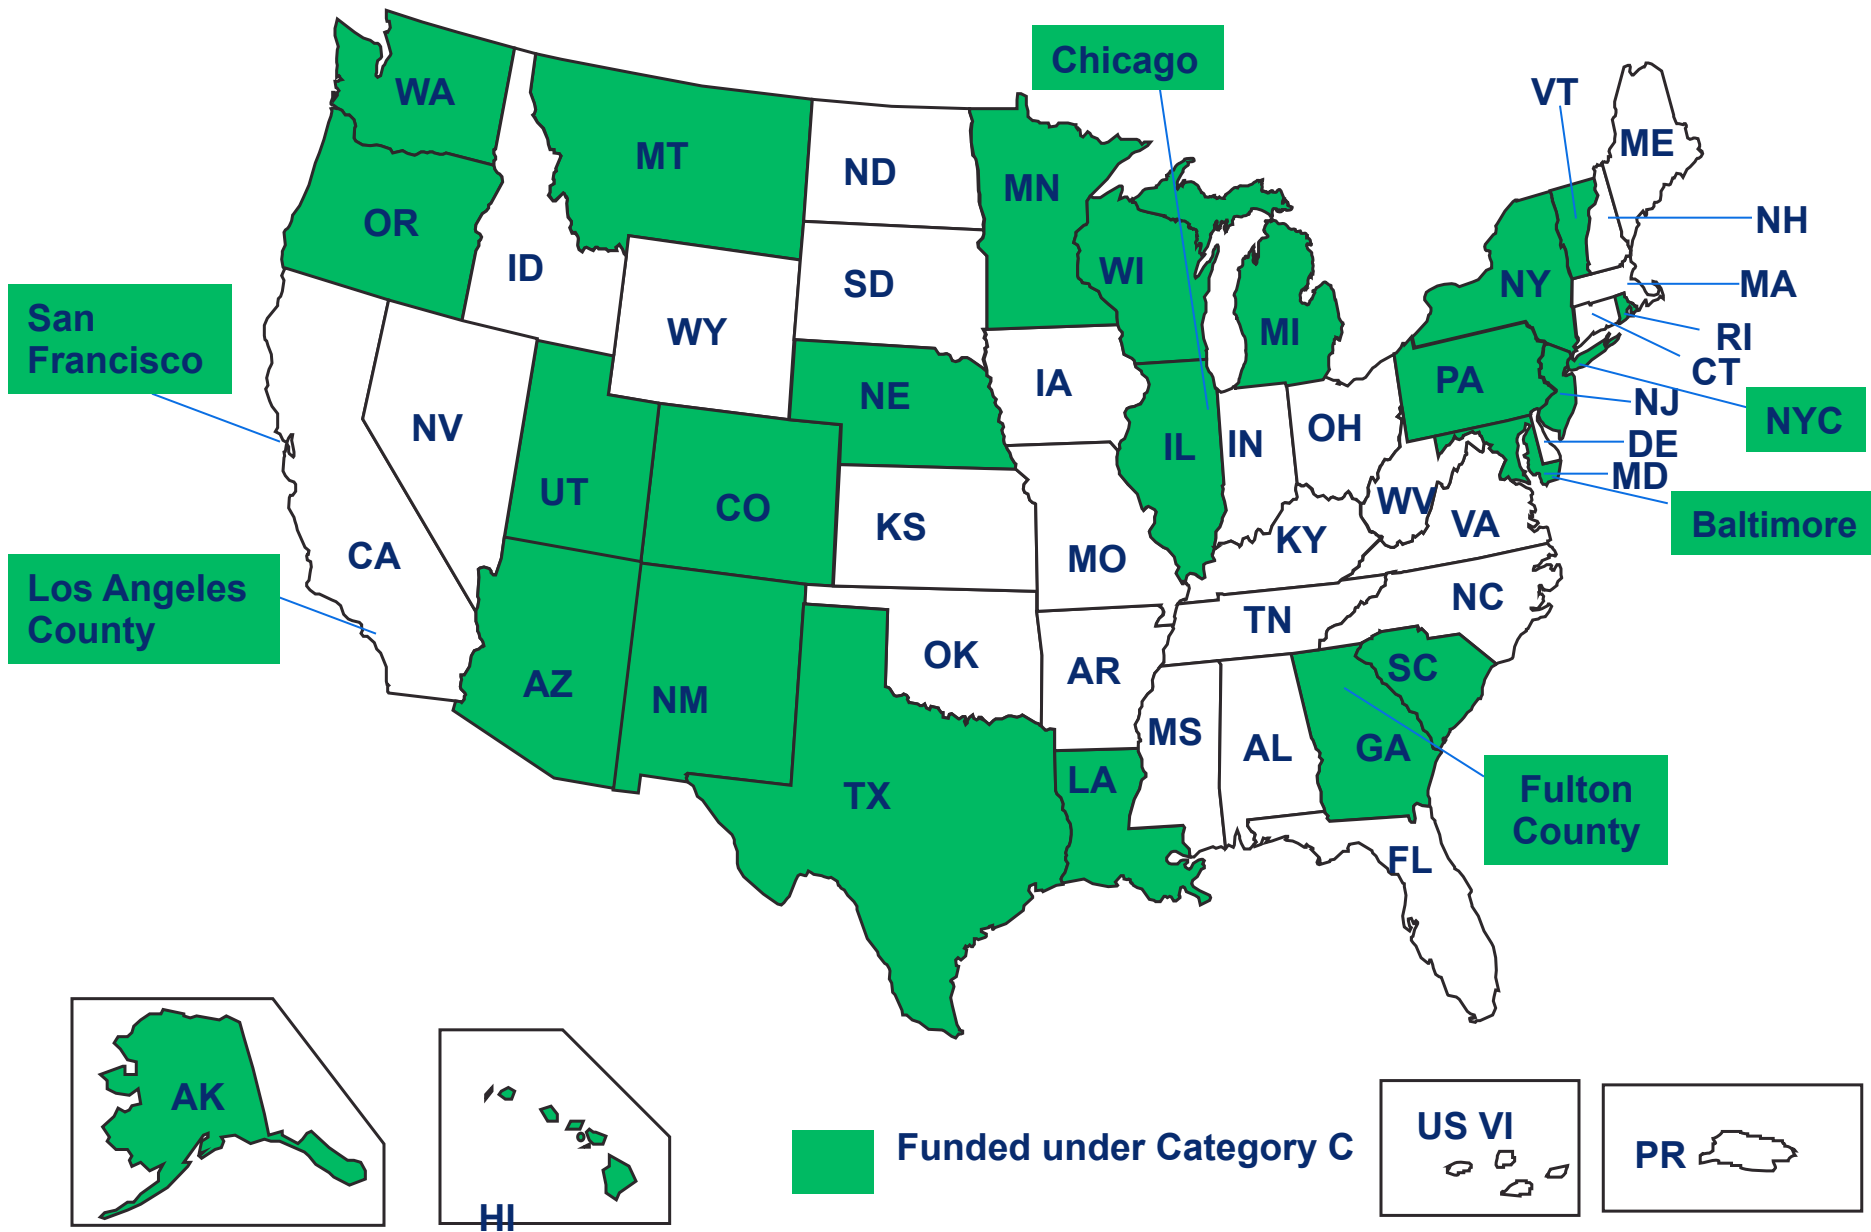 WA
Chicago
VT
ME
MT
ND
MN
OR
NH
ID
WI
SD
NY
MA
San
Francisco
WY
MI
RI
CT
IA
PA
NE
NJ
NYC
NV
OH
IN
IL
DE
MD
UT
CO
WV
KS
VA
Baltimore
KY
CA
MO
Los Angeles
County
NC
TN
OK
AR
SC
AZ
NM
MS
AL
GA
LA
TX
Fulton
County
FL
AK
US VI
Funded under Category C
PR
HI